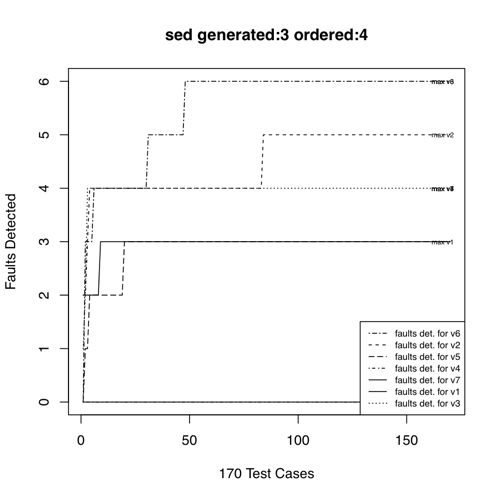 sed generated:3 ordered:4
Faults Detected
6
5
4
3
2
1
0
max v2
max v1
faults det. for v6
faults det. for v2
faults det. for v5
faults det. for v4
faults det. for v7
faults det. for v1
faults det. for v3
0
50
100
150
170 Test Cases